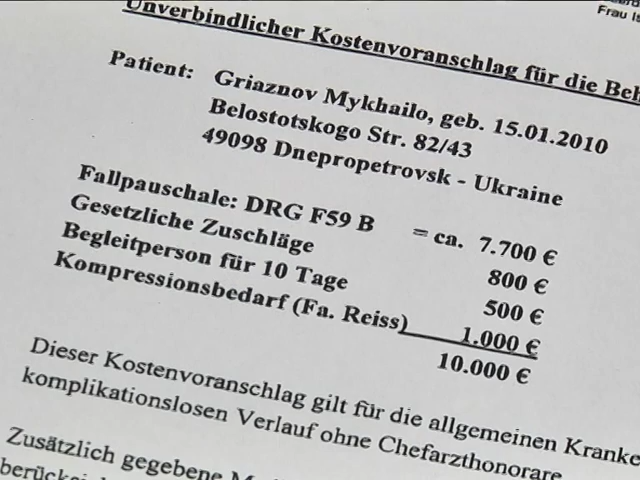 Frau
Unverbindlicher Kostenvoranschlag für die
Patient: Griaznov Mykhailo, geb. 15.01.2010
Belostotskogo Str. 82/43
49098 Dnepropetrovsk - Ukraine
Fallpauschale: DRG F59 B = ca. 7.700 €
Gesetzliche Zuschläge 800 €
Begleitperson für 10 Tage 500 €
Kompressionsbedarf (Fa. Reiss) 1.000 €
10.000 €
Dieser Kostenvoranschlag gilt für die allgemeinen
komplikationslosen Verlauf ohne Chefarzthonorare
Zusätzlich gegebene